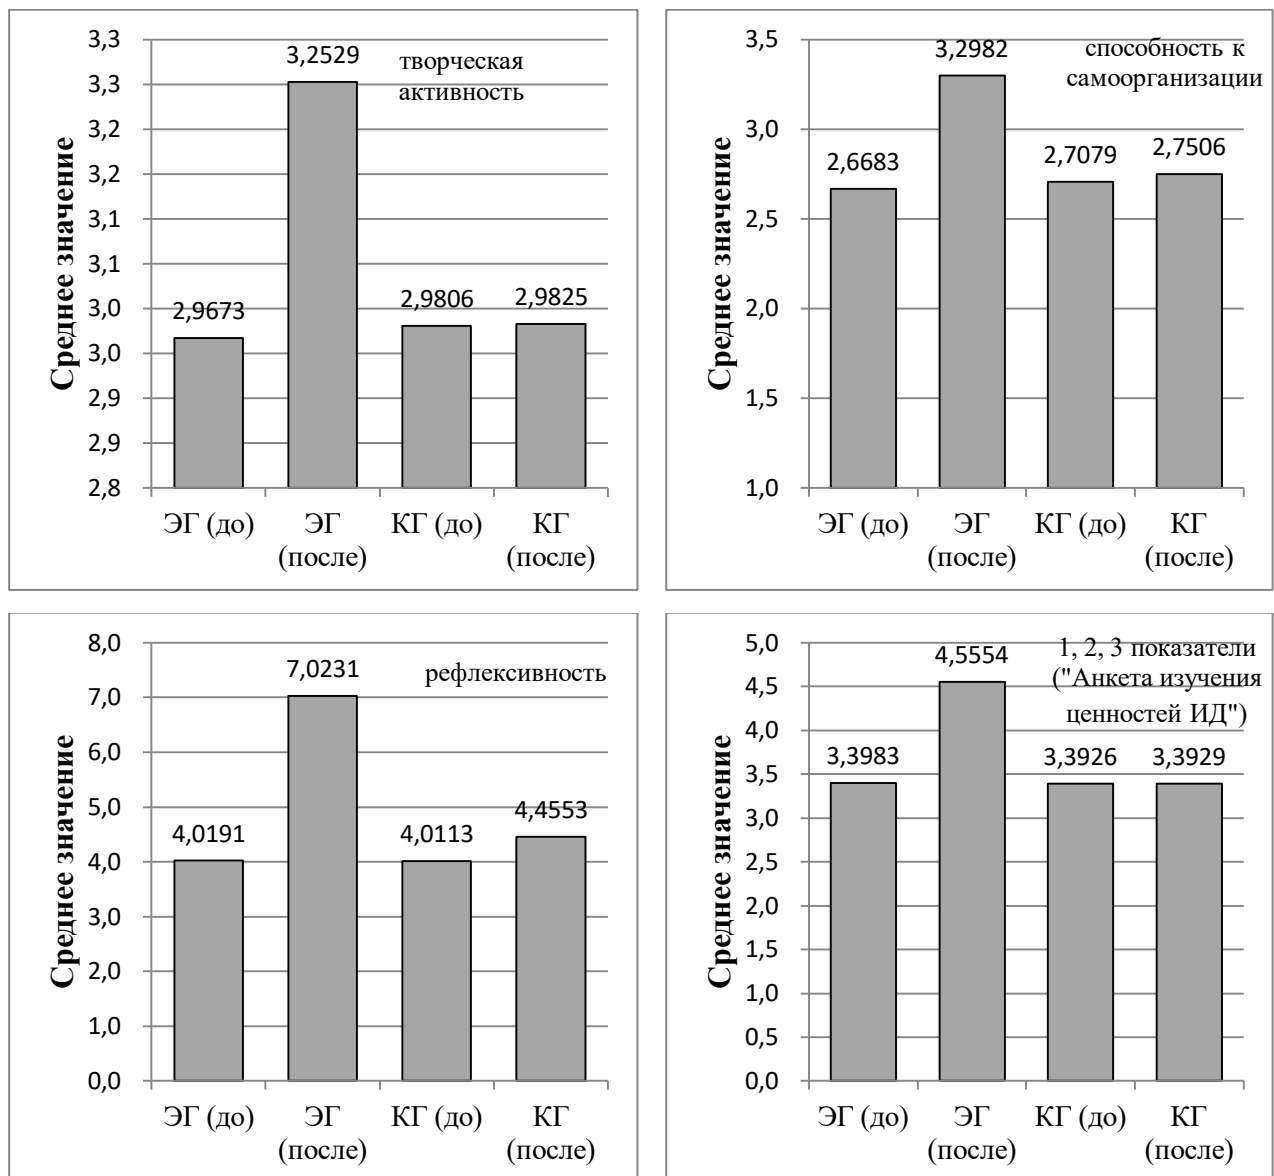 Среднее значение
3,3
3,3
3,2
3,2
3,1
3,1
3,0
3,0
2,9
2,9
2,8
творческая
активность
2,9673
3,2529
2,9806
2,9825
ЭГ (до)
ЭГ
(после)
КГ (до)
КГ
(после)
Среднее значение
3,5
3,0
2,5
2,0
1,5
1,0
способность к
самоорганизации
2,6683
3,2982
2,7079
2,7506
ЭГ (до)
ЭГ
(после)
КГ (до)
КГ
(после)
Среднее значение
8,0
7,0
6,0
5,0
4,0
3,0
2,0
1,0
0,0
рефлексивность
4,0191
7,0231
4,0113
4,4553
ЭГ (до)
ЭГ
(после)
КГ (до)
КГ
(после)
Среднее значение
5,0
4,5
4,0
3,5
3,0
2,5
2,0
1,5
1,0
0,5
0,0
1, 2, 3 показатели
("Анкета изучения
ценностей ИД")
3,3983
4,5554
3,3926
3,3929
ЭГ (до)
ЭГ
(после)
КГ (до)
КГ
(после)